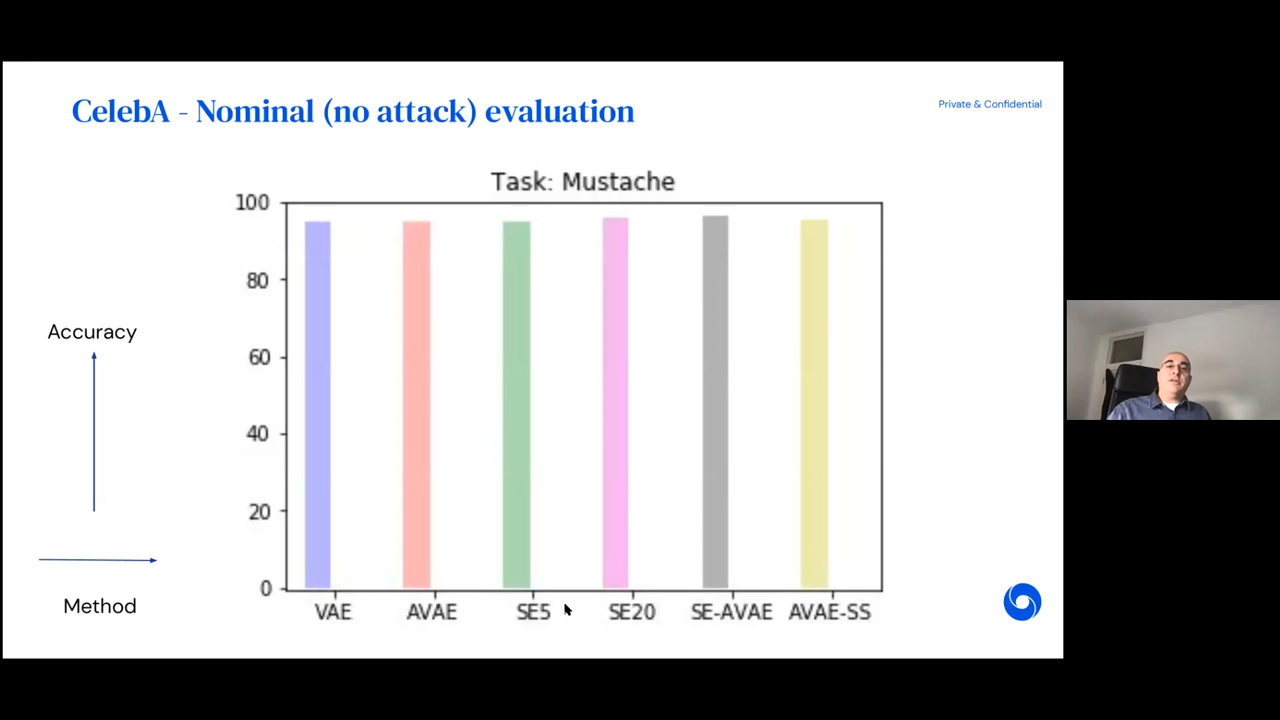 CelebA - Nominal (no attack) evaluation
Private & Confidential
Task: Mustache
100
80
60
40
20
0
Accuracy
Method
VAE AVAE SE5 SE20 SE-AVAE AVAE-SS